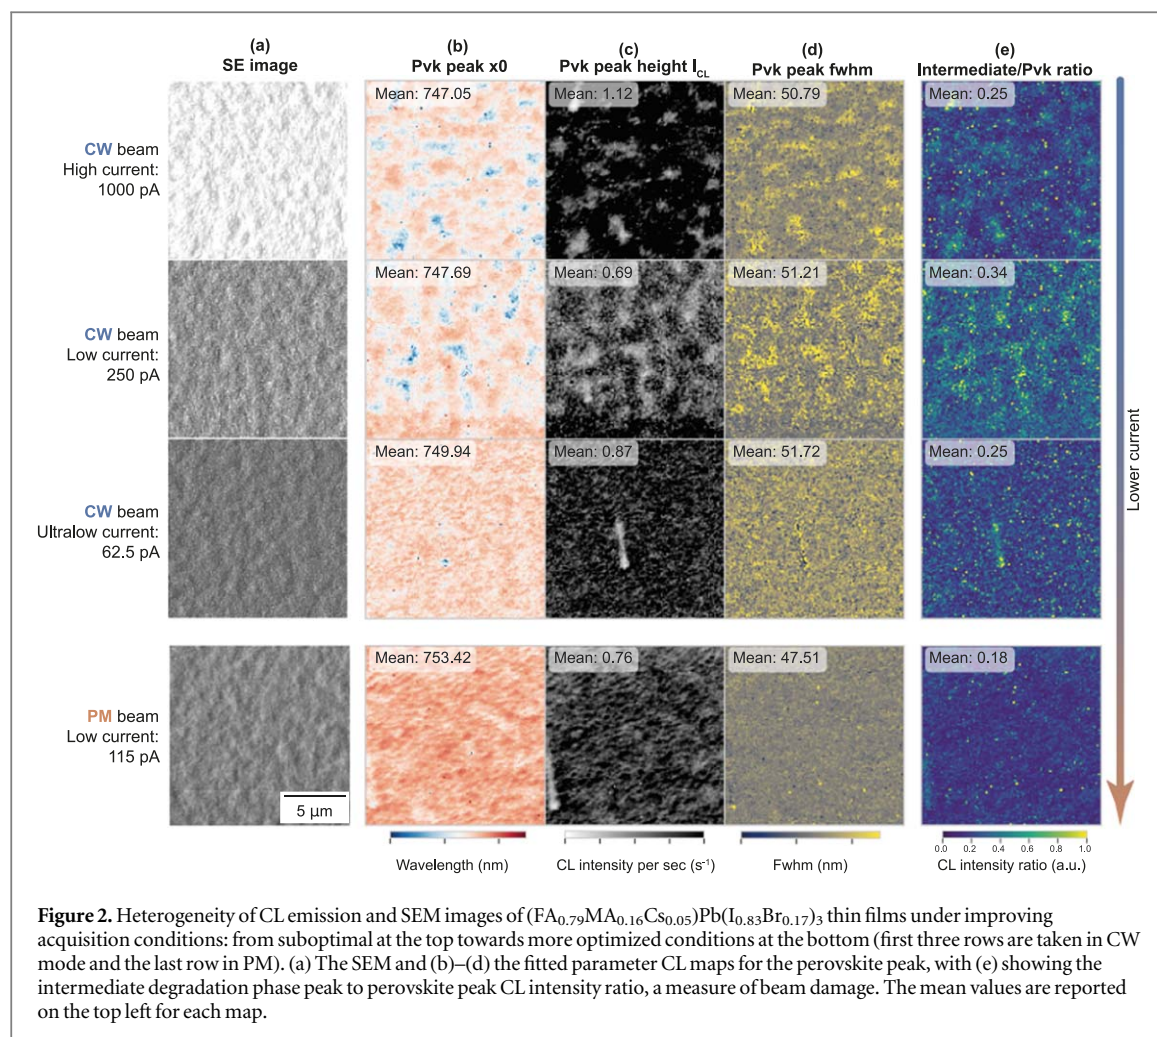 (a)
SE image
(b)
Pvk peak x0
(c)
Pvk peak height I_CL
(d)
Pvk peak fwhm
(e)
Intermediate/Pvk ratio
CW beam
High current:
1000 pA
Mean: 747.05
Mean: 1.12
Mean: 50.79
Mean: 0.25
CW beam
Low current:
250 pA
Mean: 747.69
Mean: 0.69
Mean: 51.21
Mean: 0.34
CW beam
Ultralow current:
62.5 pA
Mean: 749.94
Mean: 0.87
Mean: 51.72
Mean: 0.25
Lower current
PM beam
Low current:
115 pA
Mean: 753.42
Mean: 0.76
Mean: 47.51
Mean: 0.18
5 μm
Wavelength (nm)
CL intensity per sec (s⁻¹)
Fwhm (nm)
0.0 0.2 0.4 0.6 0.8 1.0
CL intensity ratio (a.u.)
Figure 2. Heterogeneity of CL emission and SEM images of (FA₀.₇₉MA₀.₁₆Cs₀.₀₅)Pb(I₀.₈₃Br₀.₁₇)₃ thin films under improving
acquisition conditions: from suboptimal at the top towards more optimized conditions at the bottom (first three rows are taken in CW
mode and the last row in PM). (a) The SEM and (b)–(d) the fitted parameter CL maps for the perovskite peak, with (e) showing the
intermediate degradation phase peak to perovskite peak CL intensity ratio, a measure of beam damage. The mean values are reported
on the top left for each map.